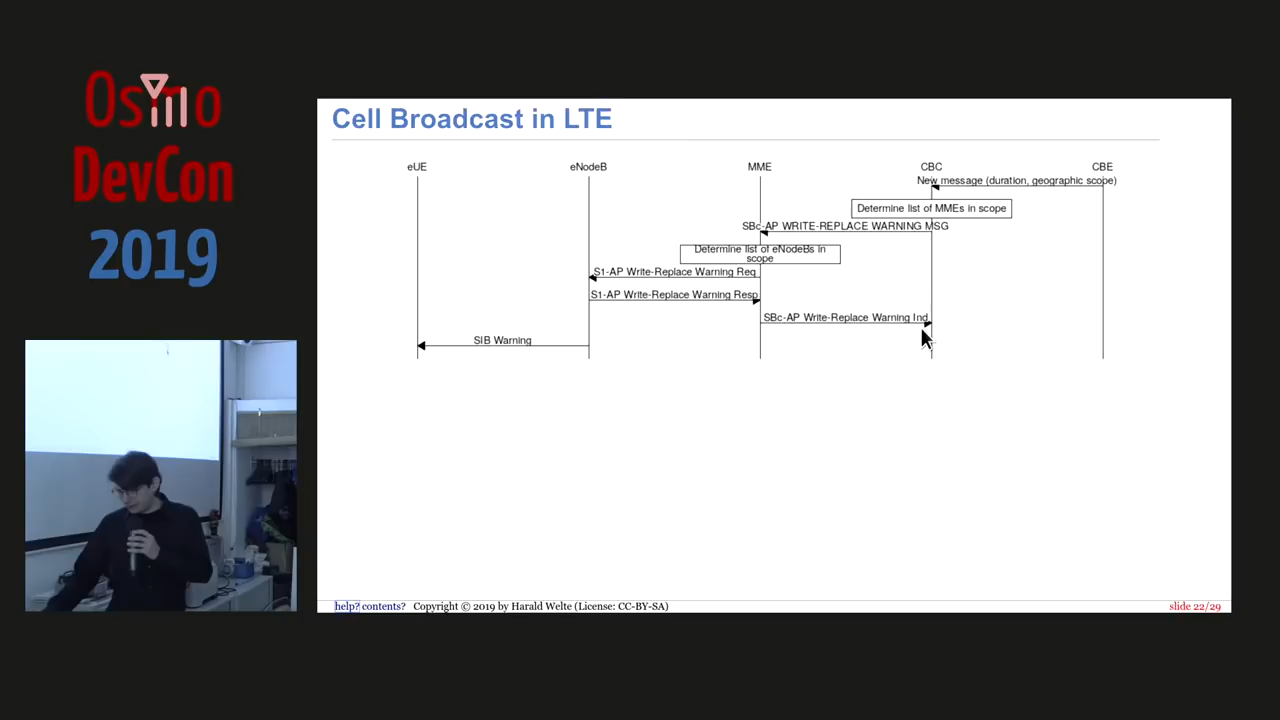 Osmo
DevCon
2019
Cell Broadcast in LTE
eUE eNodeB MME CBC CBE
New message (duration, geographic scope)
Determine list of MMEs in scope
SBc-AP WRITE-REPLACE WARNING MSG
Determine list of eNodeBs in
scope
S1-AP Write-Replace Warning Req
S1-AP Write-Replace Warning Resp
SBc-AP Write-Replace Warning Ind
SIB Warning
help? contents? Copyright © 2019 by Harald Welte (License: CC-BY-SA)
slide 22/29